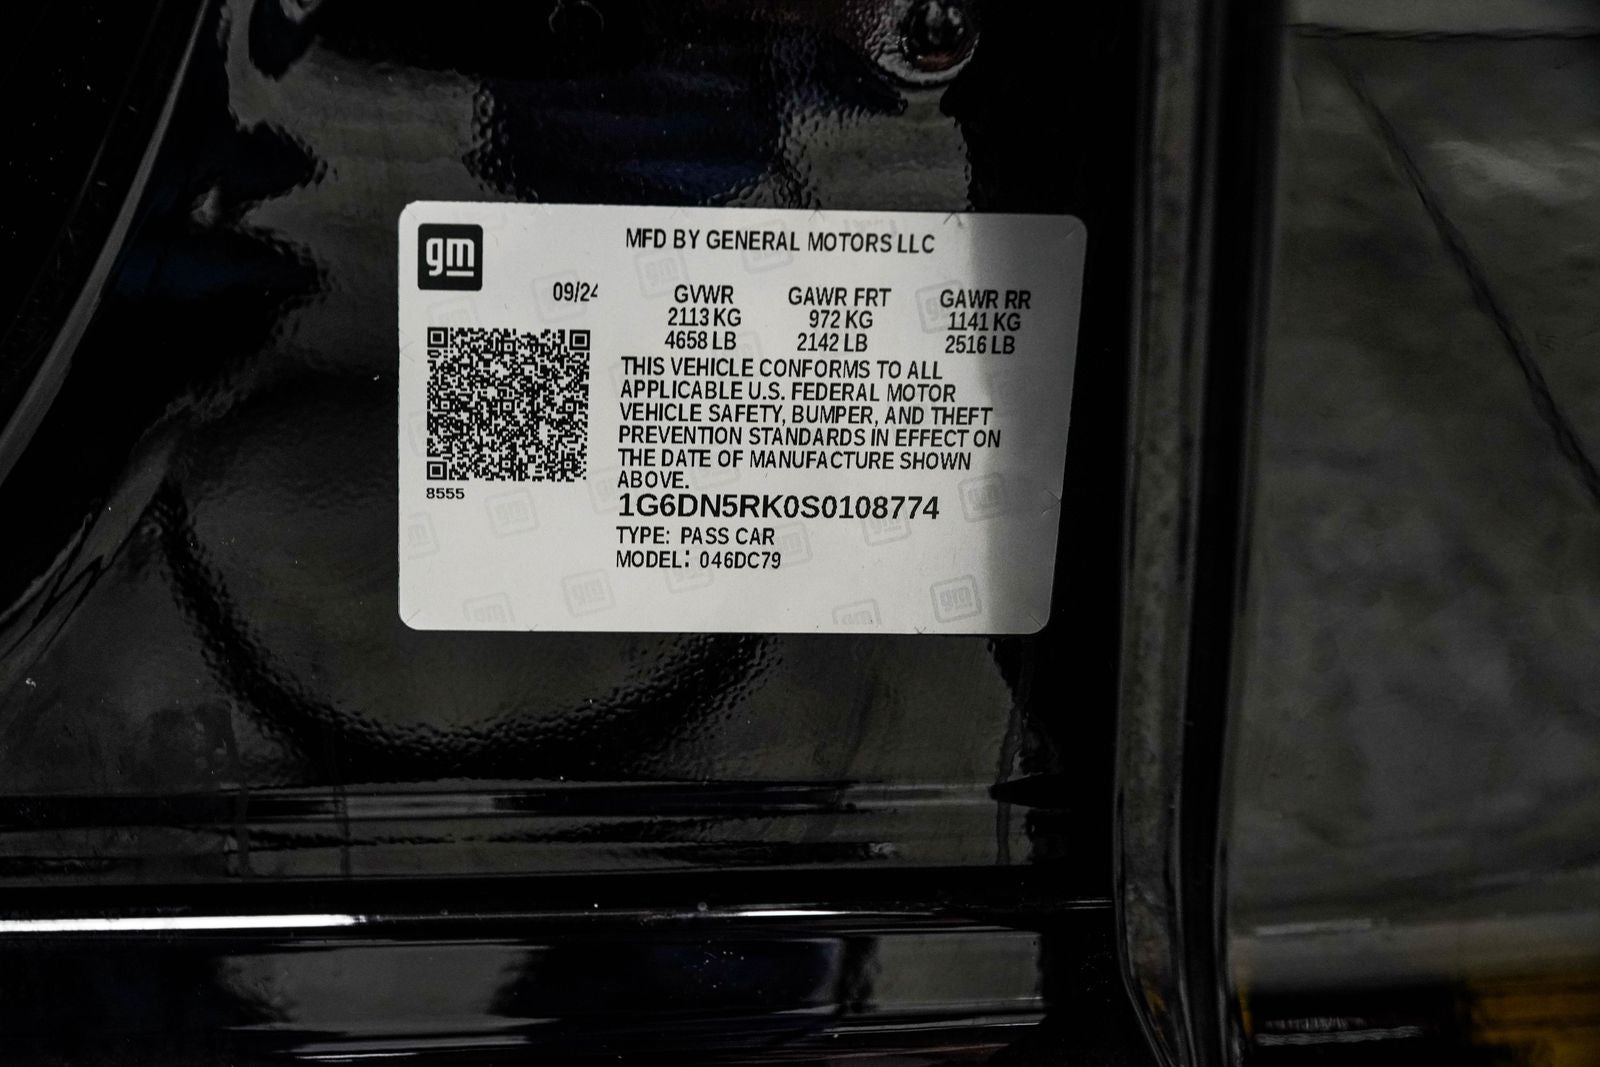 gm
MFD BY GENERAL MOTORS LLC
09/24
GVWR GAWR FRT GAWR RR
2113 KG 972 KG 1141 KG
4658 LB 2142 LB 2516 LB
THIS VEHICLE CONFORMS TO ALL
APPLICABLE U.S. FEDERAL MOTOR
VEHICLE SAFETY, BUMPER, AND THEFT
PREVENTION STANDARDS IN EFFECT ON
THE DATE OF MANUFACTURE SHOWN
ABOVE.
8555
1G6DN5RK0S0108774
TYPE: PASS CAR
MODEL: 046DC79